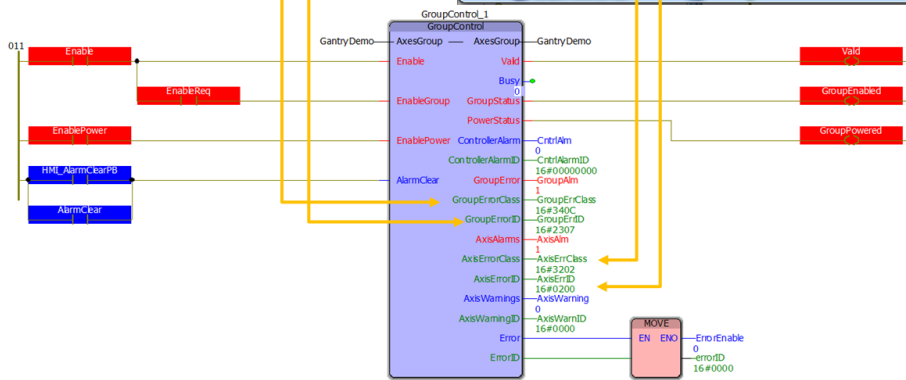 GroupControl_1
GroupControl
GantryDemo AxesGroup AxesGroup GantryDemo
011
Enable
Enable Valid Vald
Busy
0
EnableReq
EnableGroup GroupStatus GroupEnabled
PowerStatus
EnablePower
EnablePower ControllerAlarm CntrlAlm GroupPowered
0
ControllerAlarmID CntrlAlarmID
16#00000000
HMI_AlarmClearPB
AlarmClear GroupError GroupAlm
1
GroupErrorClass GroupErrClass
16#340C
AlarmClear
GroupErrorID GroupErrID
16#2307
AxisAlarms AxisAlm
1
AxisErrorClass AxisErrClass
16#3202
AxisErrorID AxisErrID
16#0200
AxisWarnings AxisWarning
0
AxisWarningID AxisWarnID
16#0000
MOVE
Error EN ENO ErrorEnable
0
ErrorID errorID
16#0000